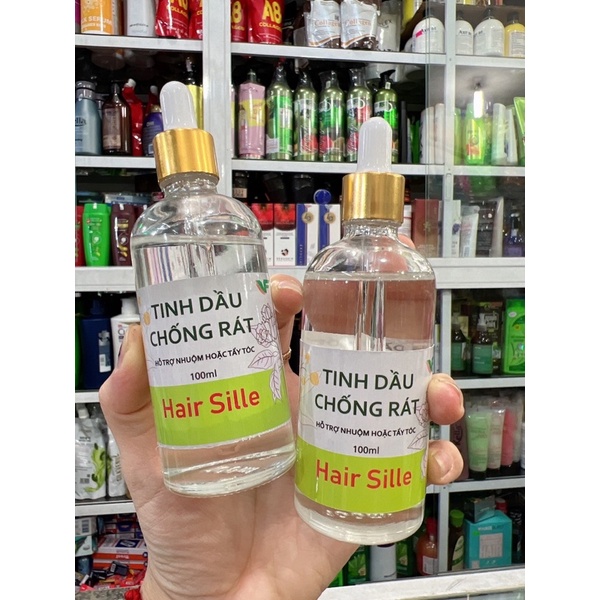 TINH DẦU
CHỐNG RÁT
HỖ TRỢ NHUỘM HOẶC TẨY TÓC
100ml
Hair Sille
TINH DẦU
CHỐNG RÁT
HỖ TRỢ NHUỘM HOẶC TẨY TÓC
100ml
Hair Sille